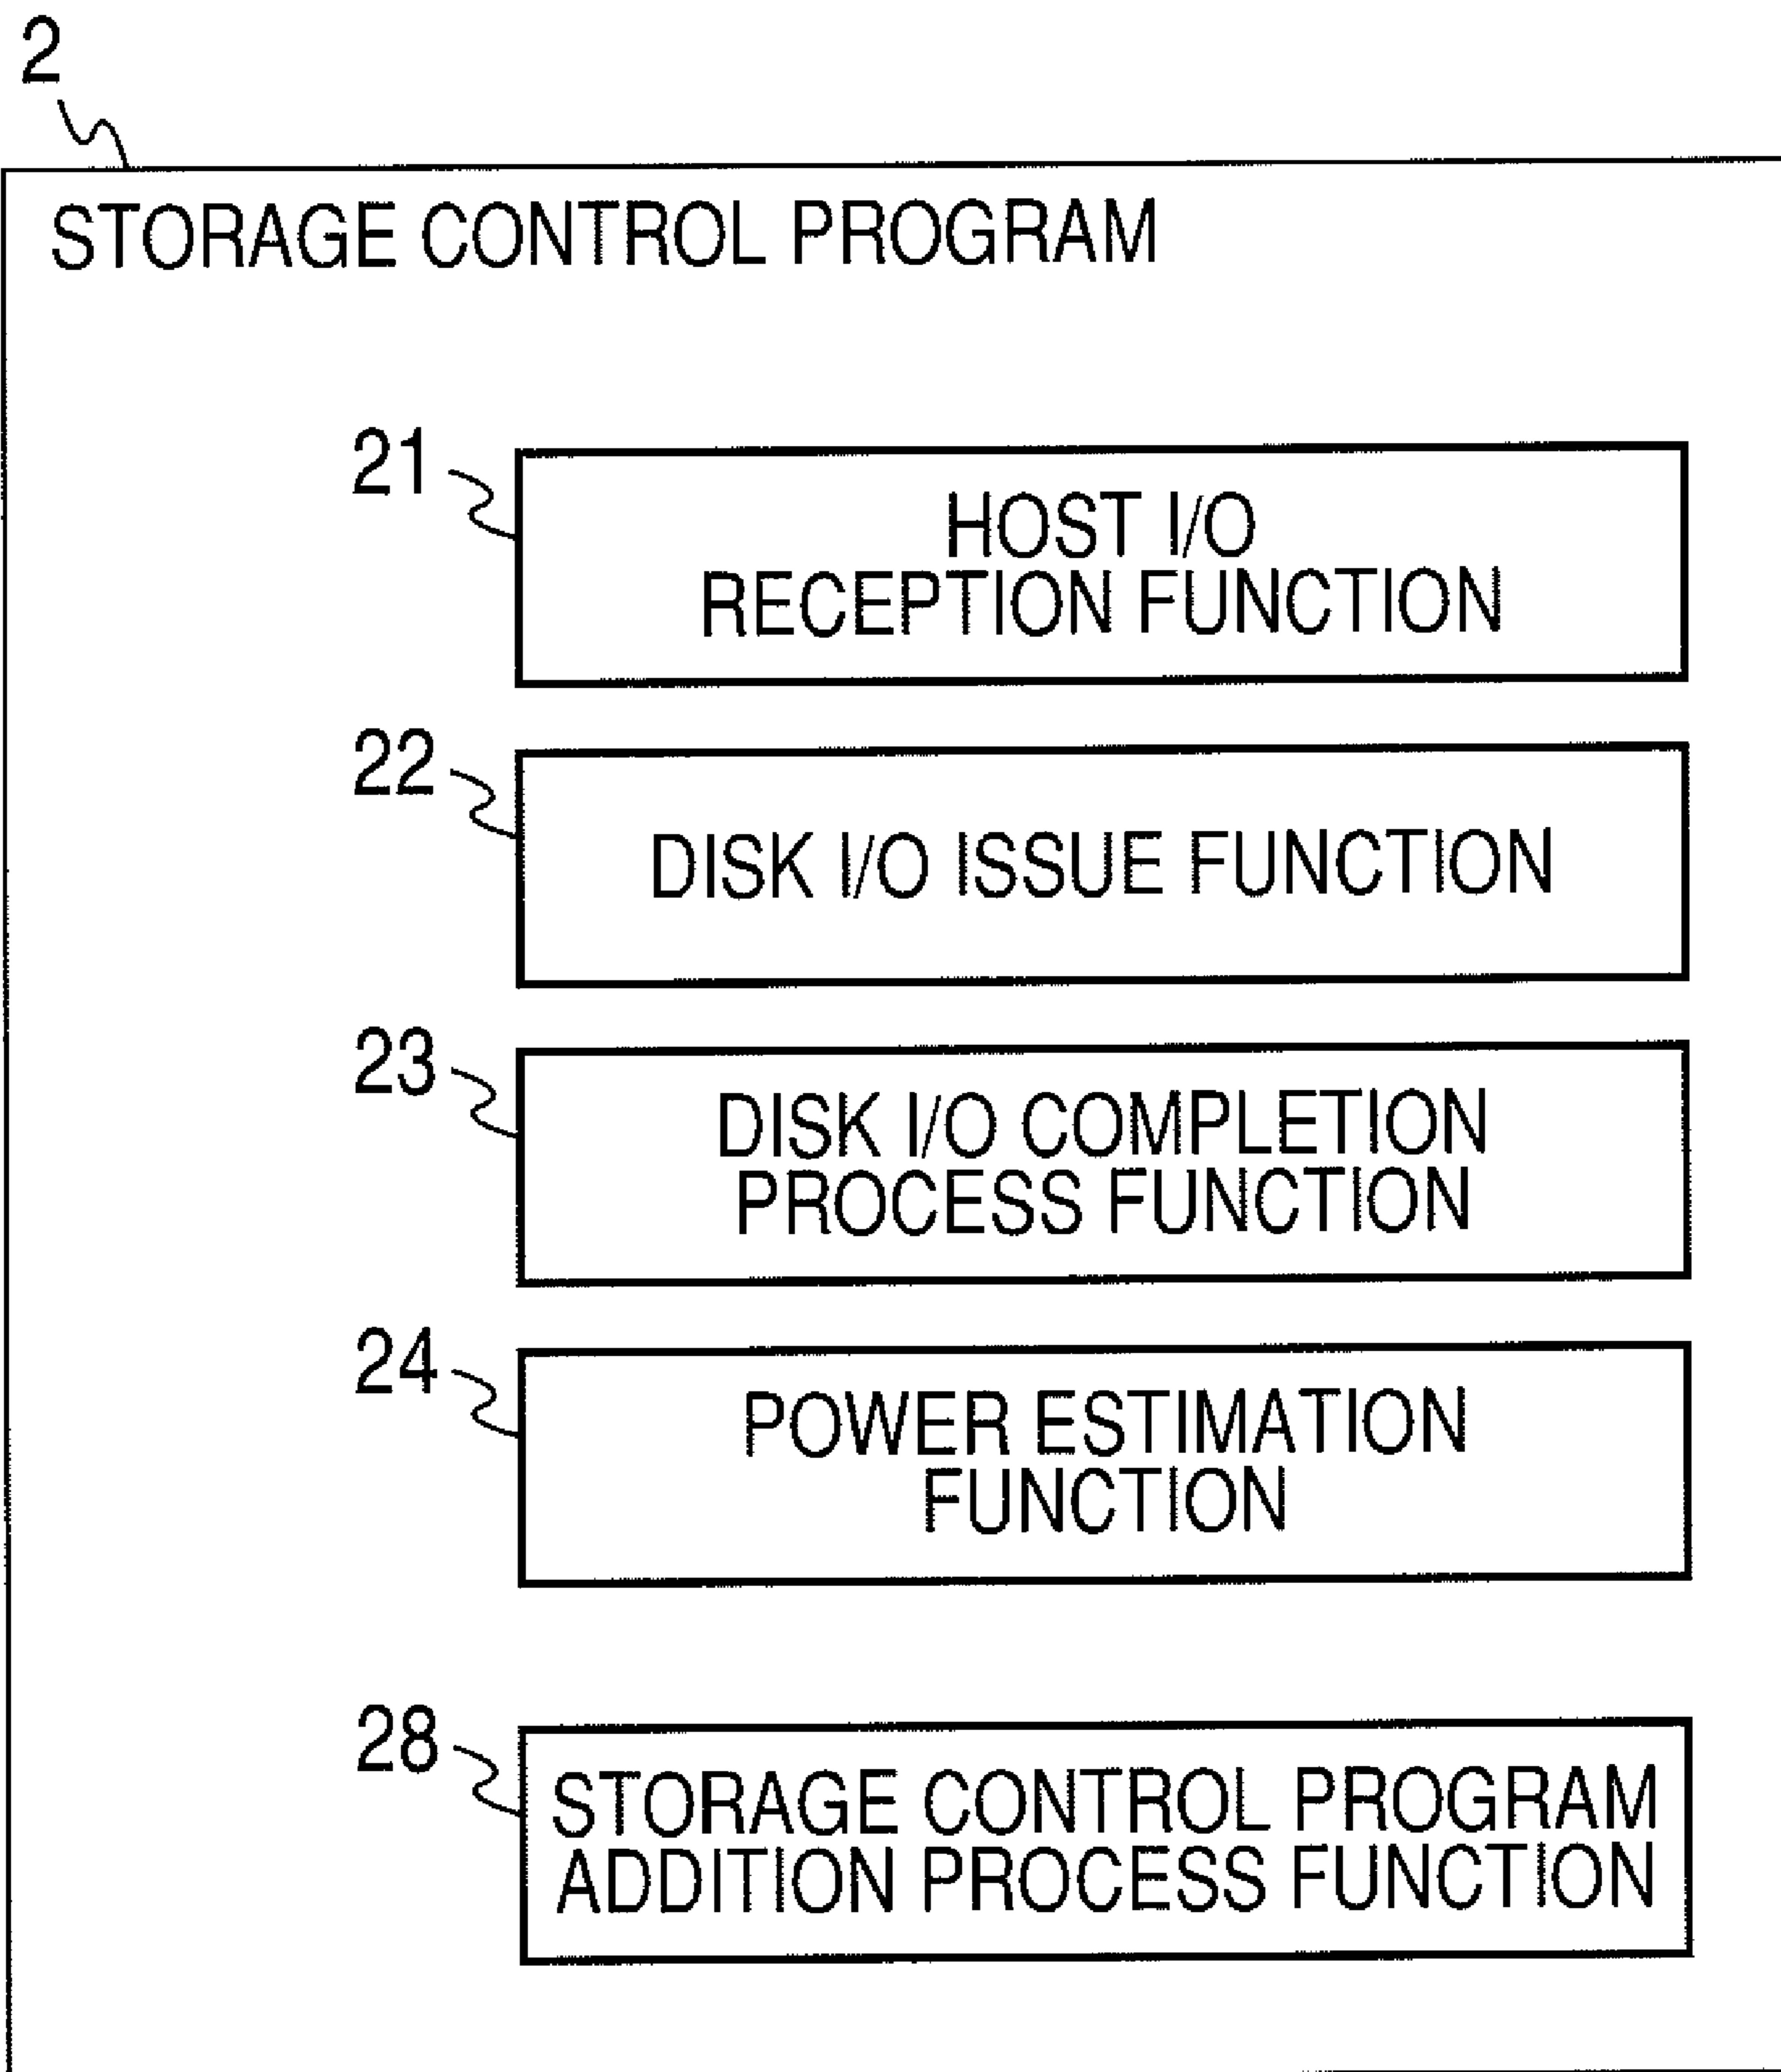 2
STORAGE CONTROL PROGRAM
21
HOST I/O
RECEPTION FUNCTION
22
DISK I/O ISSUE FUNCTION
23
DISK I/O COMPLETION
PROCESS FUNCTION
24
POWER ESTIMATION
FUNCTION
28
STORAGE CONTROL PROGRAM
ADDITION PROCESS FUNCTION